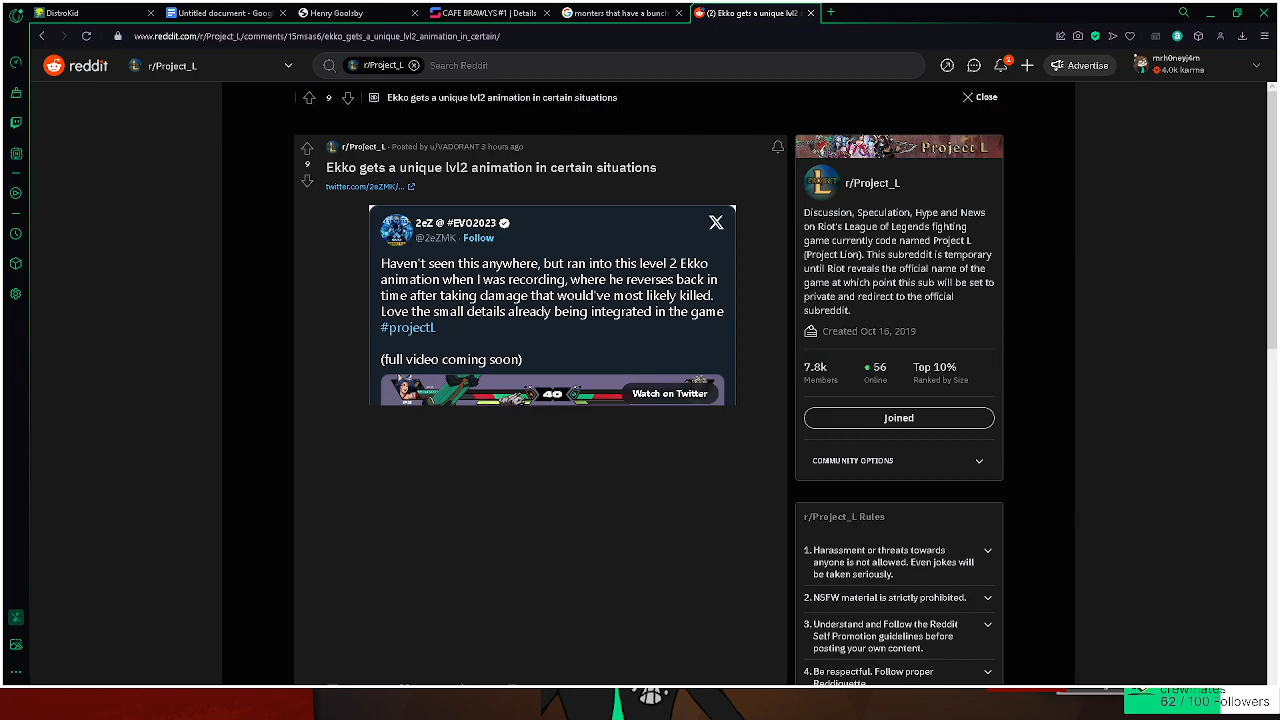 DistroKid
Untitled document - Goog
Henry Goolsby
CAFE BRAWLYS #1 | Details
monters that have a bunch
(2) Ekko gets a unique lvl2
www.reddit.com/r/Project_L/comments/15msas6/ekko_gets_a_unique_lvl2_animation_in_certain/
reddit
r/Project_L
r/Project_L
Search Reddit
2
Advertise
mrh0neyj4m
4.0k karma
9
Ekko gets a unique lvl2 animation in certain situations
Close
r/Project_L · Posted by u/VADORANT 3 hours ago
9
Ekko gets a unique lvl2 animation in certain situations
twitter.com/2eZMK/...
2eZ @ #EVO2023
@2eZMK · Follow
Haven't seen this anywhere, but ran into this level 2 Ekko
animation when I was recording, where he reverses back in
time after taking damage that would've most likely killed.
Love the small details already being integrated in the game
#projectL
(full video coming soon)
40
Watch on Twitter
Project L
r/Project_L
Discussion, Speculation, Hype and News
on Riot's League of Legends fighting
game currently code named Project L
(Project Lion). This subreddit is temporary
until Riot reveals the official name of the
game at which point this sub will be set to
private and redirect to the official
subreddit.
Created Oct 16, 2019
7.8k
Members
56
Online
Top 10%
Ranked by Size
Joined
COMMUNITY OPTIONS
r/Project_L Rules
1. Harassment or threats towards
anyone is not allowed. Even jokes will
be taken seriously.
2. NSFW material is strictly prohibited.
3. Understand and Follow the Reddit
Self Promotion guidelines before
posting your own content.
4. Be respectful. Follow proper
Reddiquette
crewmates
62 / 100 Followers